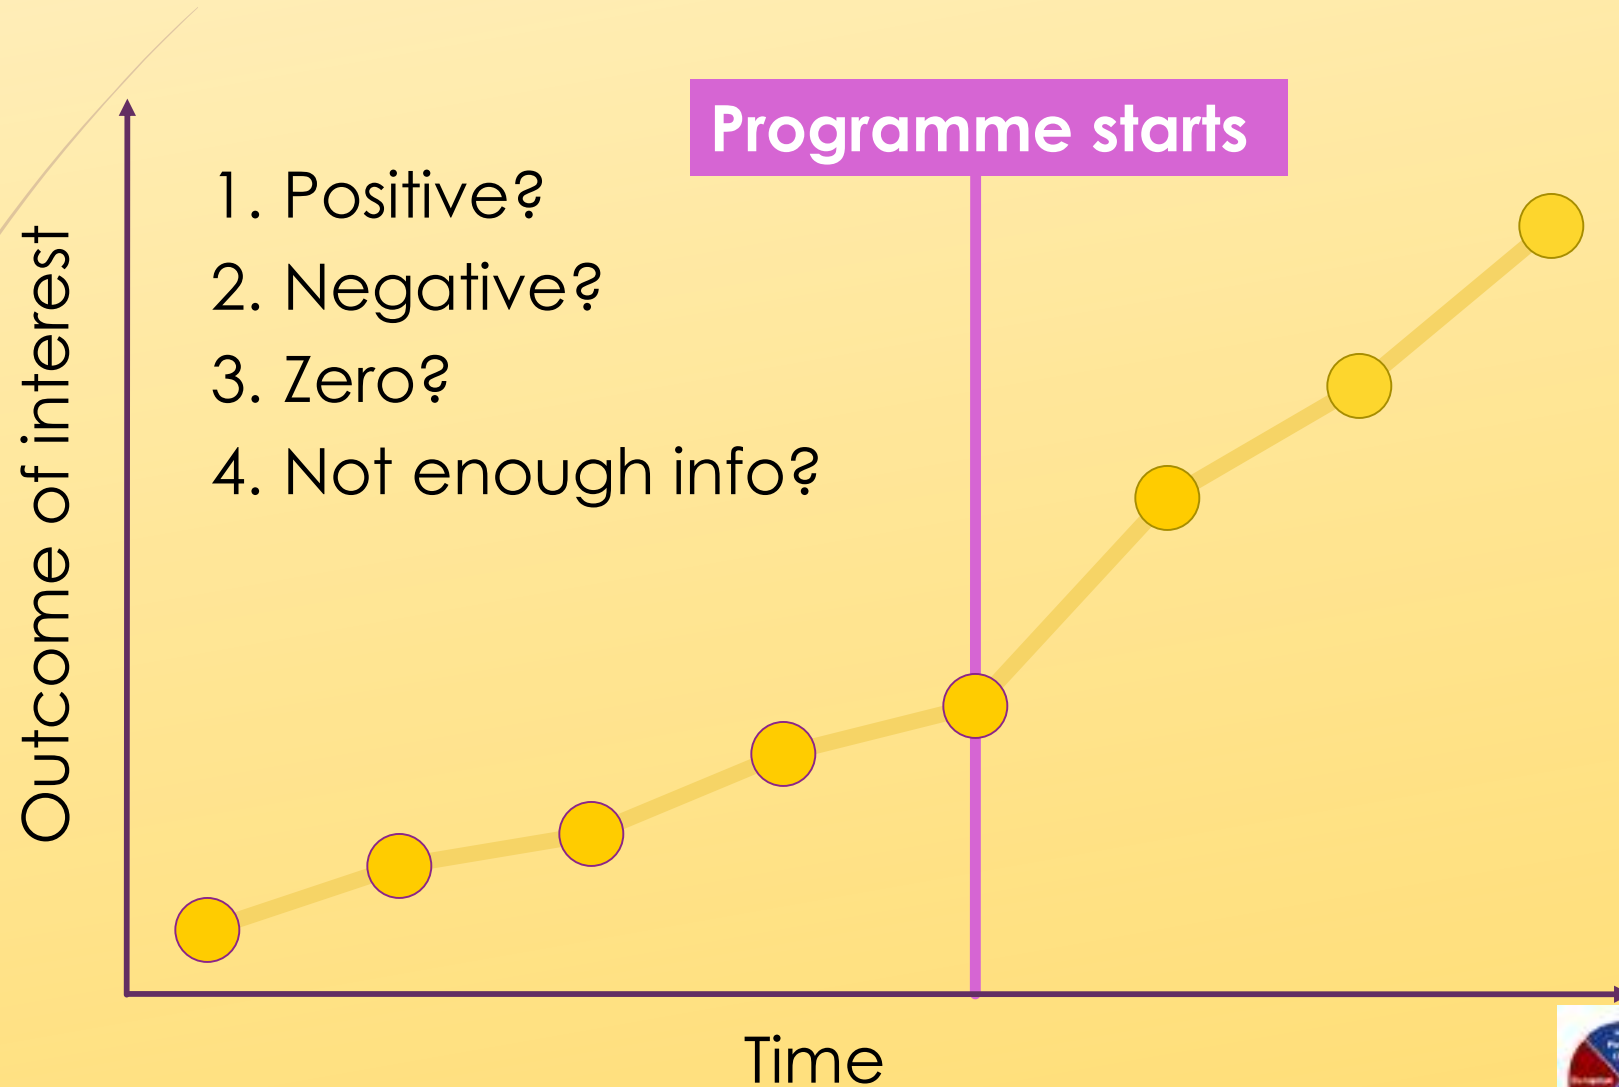 Programme starts
1. Positive?
2. Negative?
3. Zero?
4. Not enough info?
Outcome of interest
Time